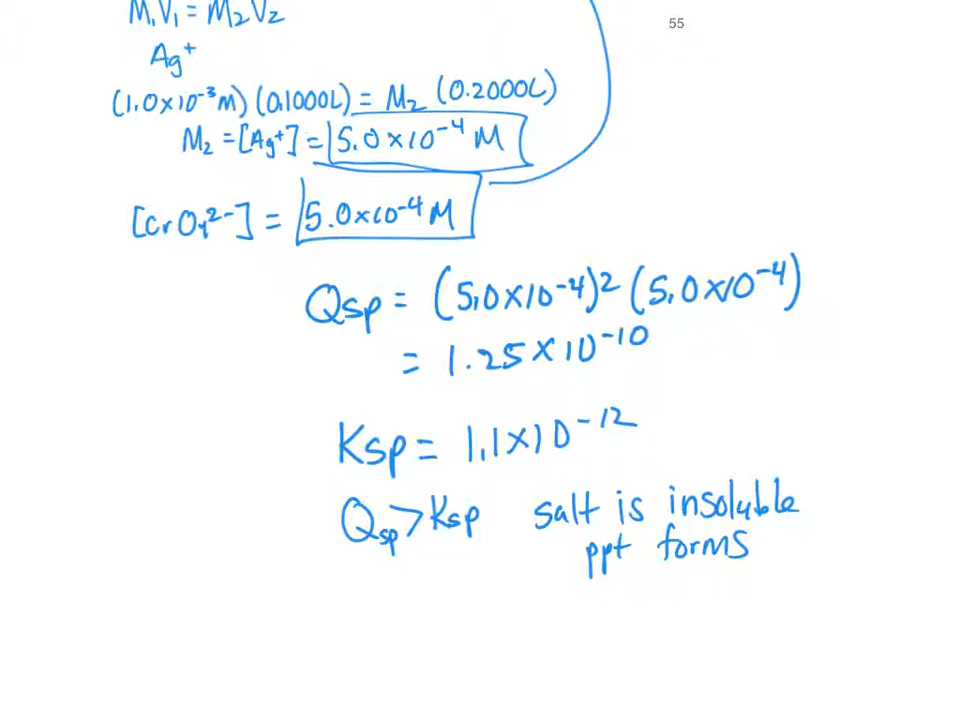 M₁V₁ = M₂V₂
55
Ag⁺
(1.0×10⁻³M)(0.1000L) = M₂ (0.2000L)
M₂ = [Ag⁺] = 5.0×10⁻⁴ M
[CrO₄²⁻] = 5.0×10⁻⁴ M
Qsp = (5.0×10⁻⁴)² (5.0×10⁻⁴)
= 1.25×10⁻¹⁰
Ksp = 1.1×10⁻¹²
Qsp > Ksp salt is insoluble
ppt forms